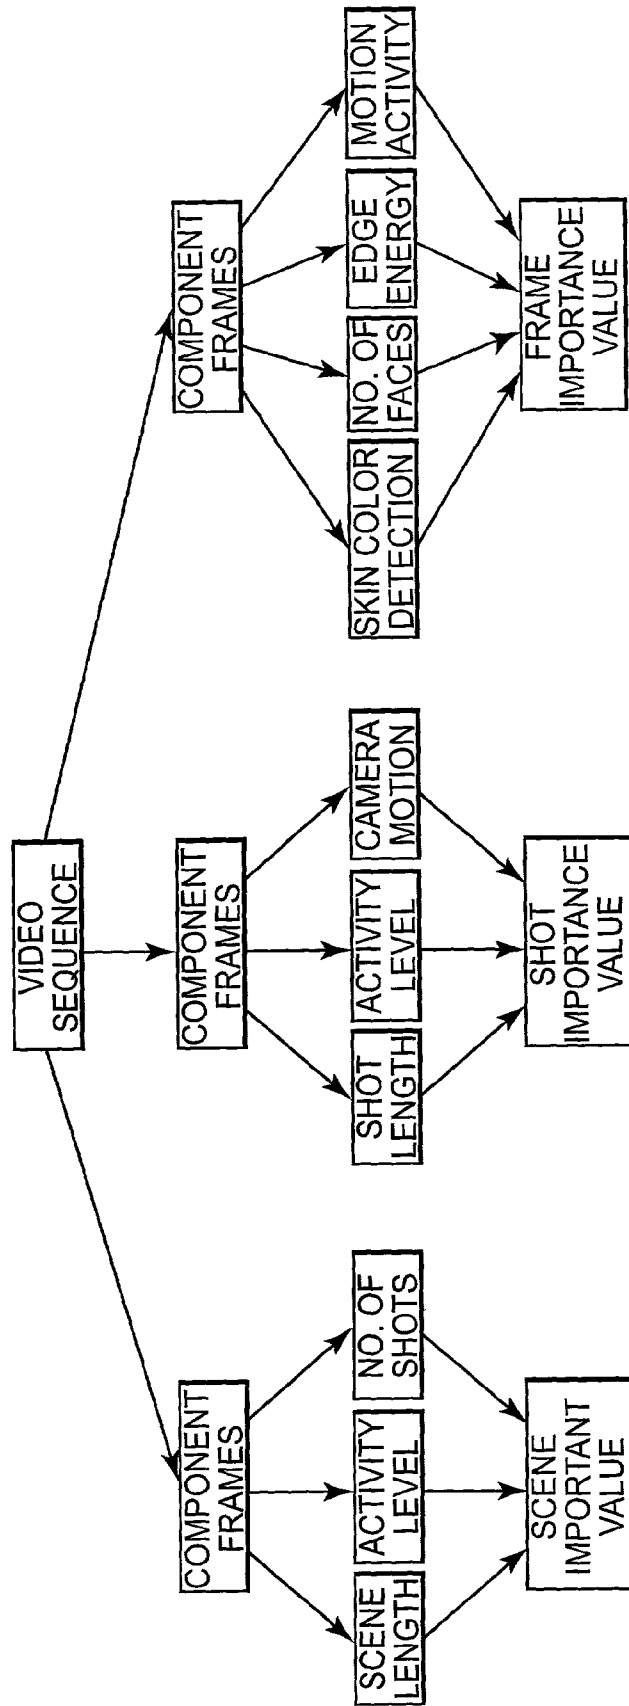 VIDEO
SEQUENCE
COMPONENT
FRAMES
COMPONENT
FRAMES
COMPONENT
FRAMES
SCENE
LENGTH
ACTIVITY
LEVEL
NO. OF
SHOTS
SHOT
LENGTH
ACTIVITY
LEVEL
CAMERA
MOTION
SKIN COLOR
DETECTION
NO. OF
FACES
EDGE
ENERGY
MOTION
ACTIVITY
SCENE
IMPORTANT
VALUE
SHOT
IMPORTANCE
VALUE
FRAME
IMPORTANCE
VALUE